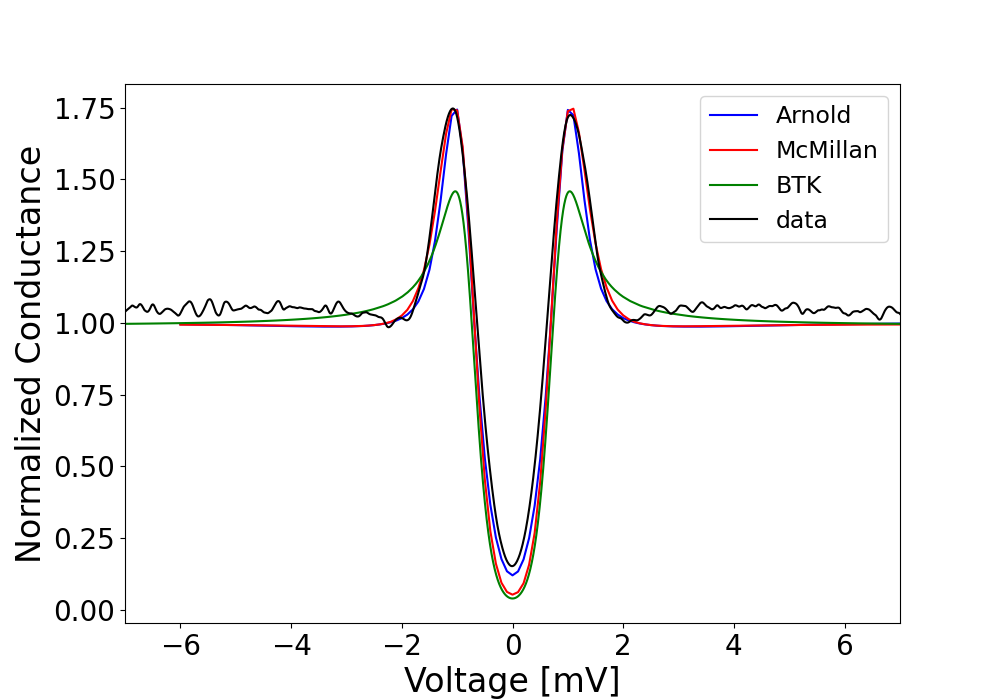 Normalized Conductance
1.75
1.50
1.25
1.00
0.75
0.50
0.25
0.00
Arnold
McMillan
BTK
data
−6 −4 −2 0 2 4 6
Voltage [mV]